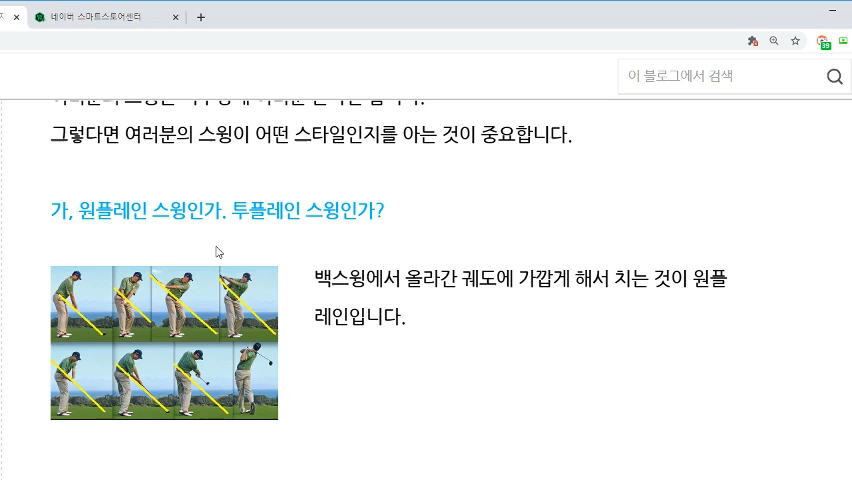 네이버 스마트스토어센터
39
이 블로그에서 검색
그렇다면 여러분의 스윙이 어떤 스타일인지를 아는 것이 중요합니다.
가, 원플레인 스윙인가. 투플레인 스윙인가?
백스윙에서 올라간 궤도에 가깝게 해서 치는 것이 원플
레인입니다.